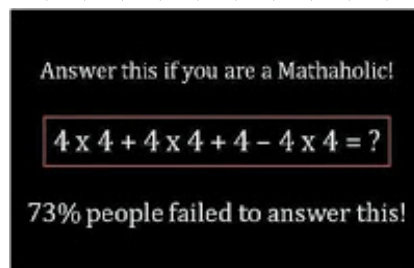 Answer this if you are a Mathaholic!
4 x 4 + 4 x 4 + 4 – 4 x 4 = ?
73% people failed to answer this!